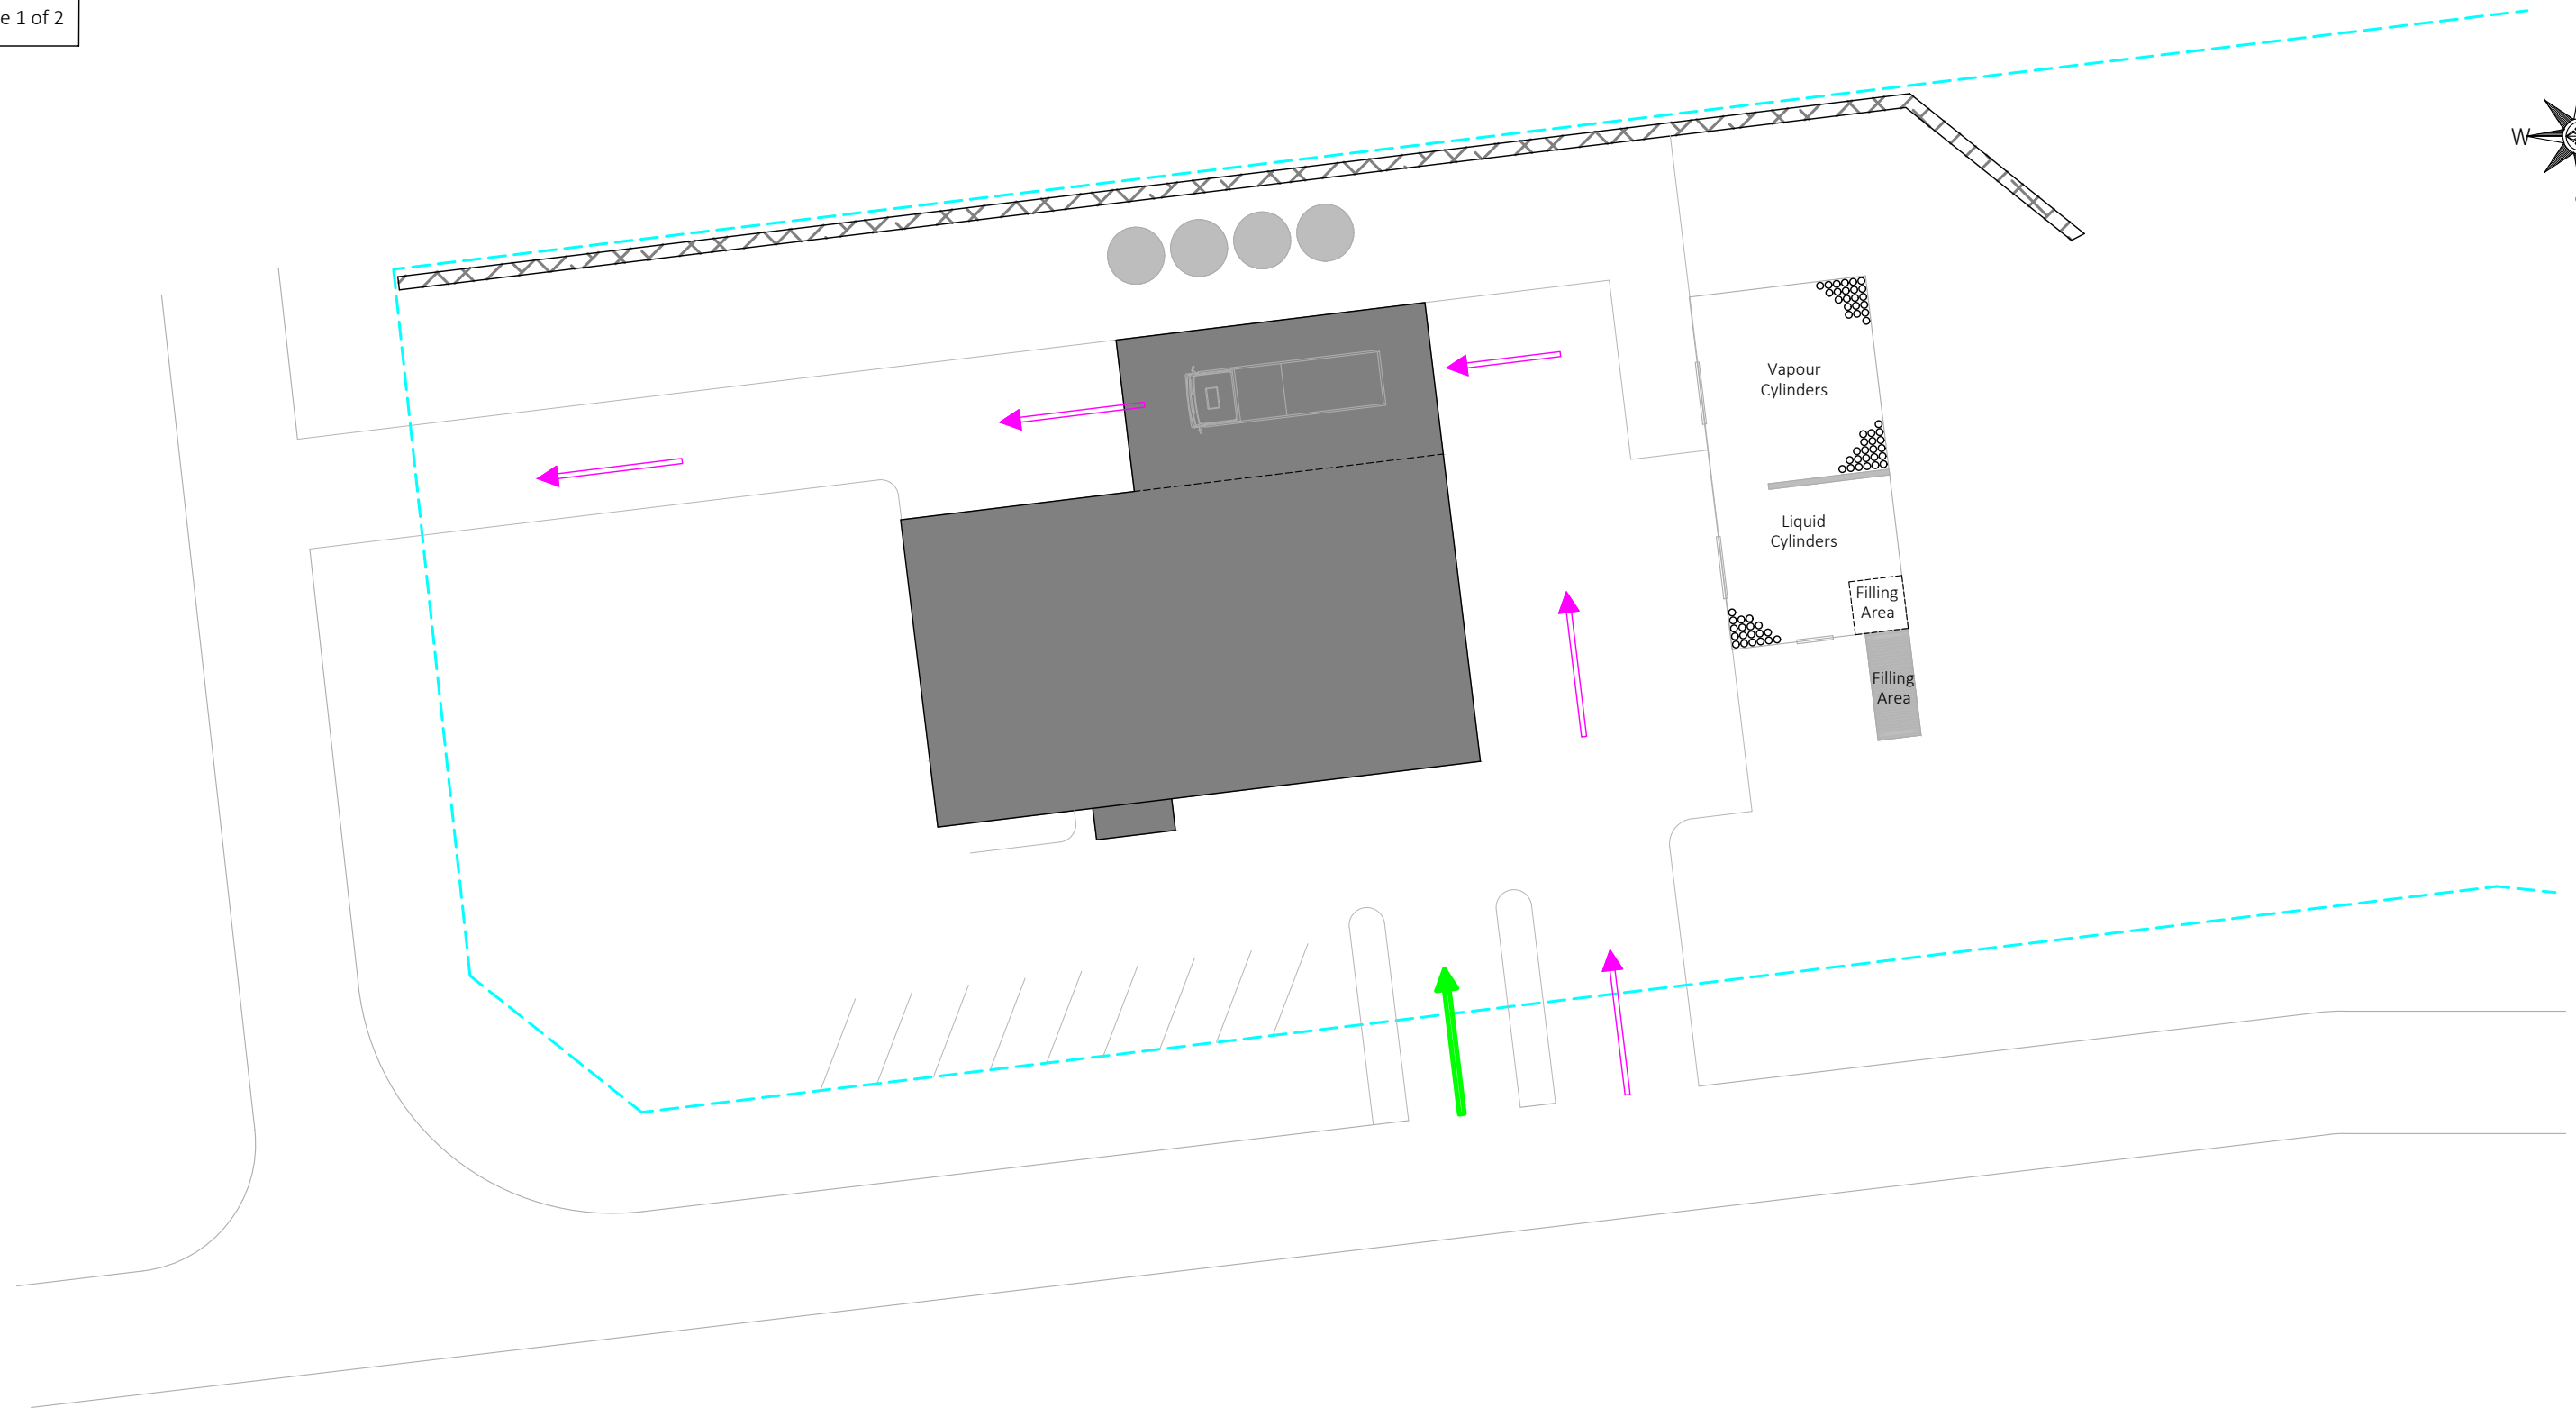 e 1 of 2
W
Vapour
Cylinders
Liquid
Cylinders
Filling
Area
Filling
Area